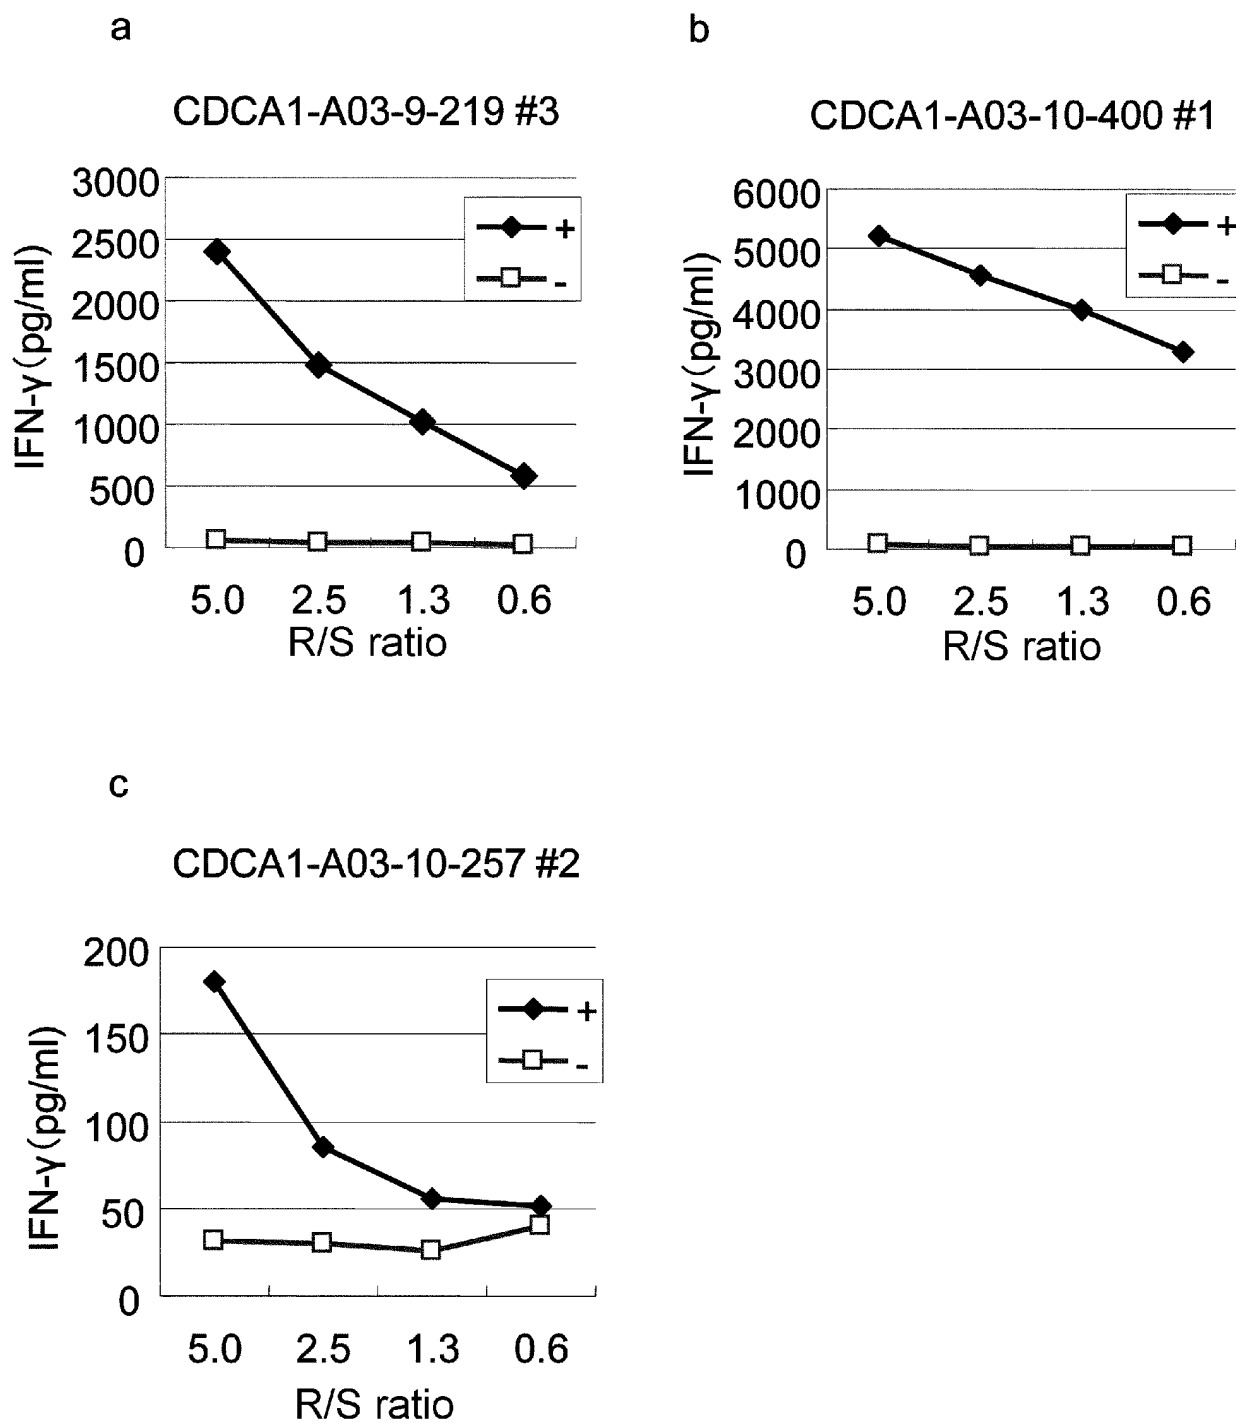 a
CDCA1-A03-9-219 #3
3000
2500
2000
1500
1000
500
0
IFN-γ(pg/ml)
+
-
5.0 2.5 1.3 0.6
R/S ratio
b
CDCA1-A03-10-400 #1
6000
5000
4000
3000
2000
1000
0
IFN-γ(pg/ml)
+
-
5.0 2.5 1.3 0.6
R/S ratio
c
CDCA1-A03-10-257 #2
200
150
100
50
0
IFN-γ(pg/ml)
+
-
5.0 2.5 1.3 0.6
R/S ratio